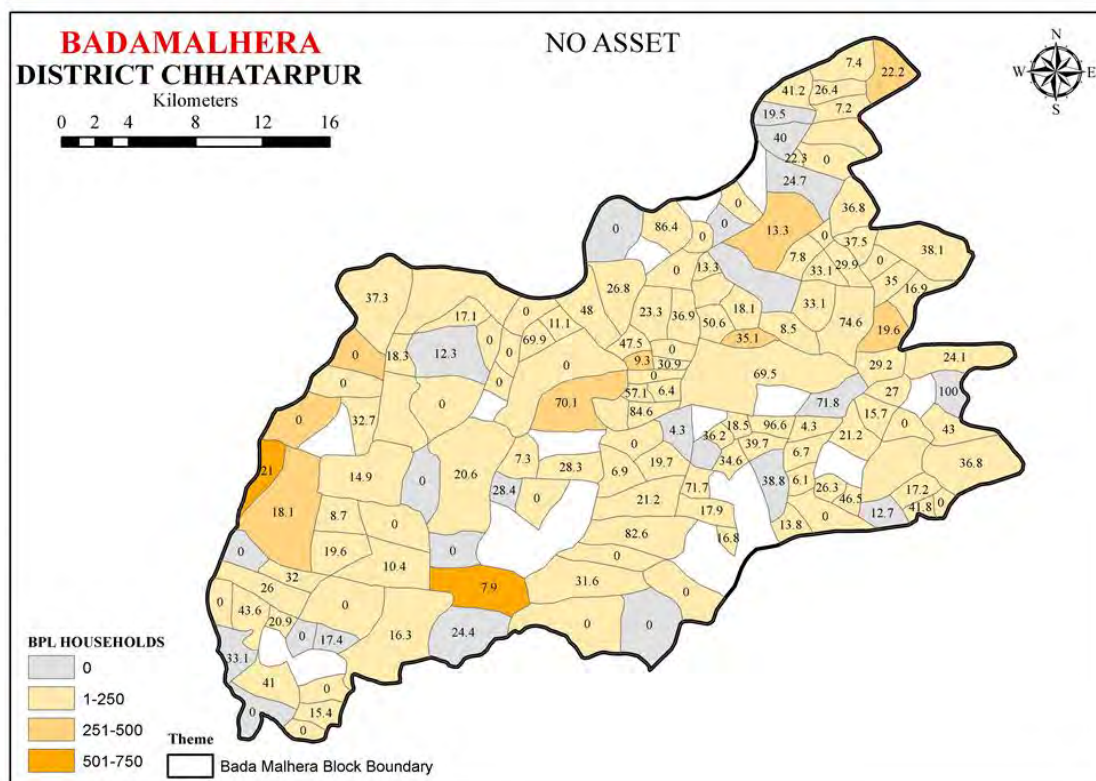 BADAMALHERA
DISTRICT CHHATARPUR
Kilometers
0 2 4 8 12 16
NO ASSET
N
W E
S
7.4
22.2
41.2 26.4
7.2
19.5
40
22.3 0
24.7
0
36.8
0 86.4 0
13.3 0
0 37.5 38.1
7.8 29.9 0
0 13.3 33.1 35
26.8 16.9
37.3
48 23.3 36.9 18.1 33.1
17.1 0 50.6 74.6 19.6
11.1 8.5
69.9 47.5 35.1
0 0
18.3 12.3 0 24.1
0 9.3 30.9 29.2
0 0 69.5
0 0 57.1 6.4 27 100
0 70.1 71.8
84.6 15.7
0 32.7 4.3 18.5 96.6 4.3 0 43
36.2 21.2
0 39.7
21 7.3 6.7
14.9 20.6 28.3 6.9 19.7 34.6 36.8
0 38.8 6.1
28.4 0 71.7 26.3 17.2
21.2 46.5
18.1 8.7 17.9 12.7 41.8 0
0 13.8 0
82.6 16.8
0 19.6 0 0
10.4
32 7.9 31.6
26 0
0 43.6 0
20.9 0 0
0 17.4 16.3 24.4
33.1
41 0
0 15.4
0
BPL HOUSEHOLDS
0
1-250
251-500
501-750
Theme
Bada Malhera Block Boundary